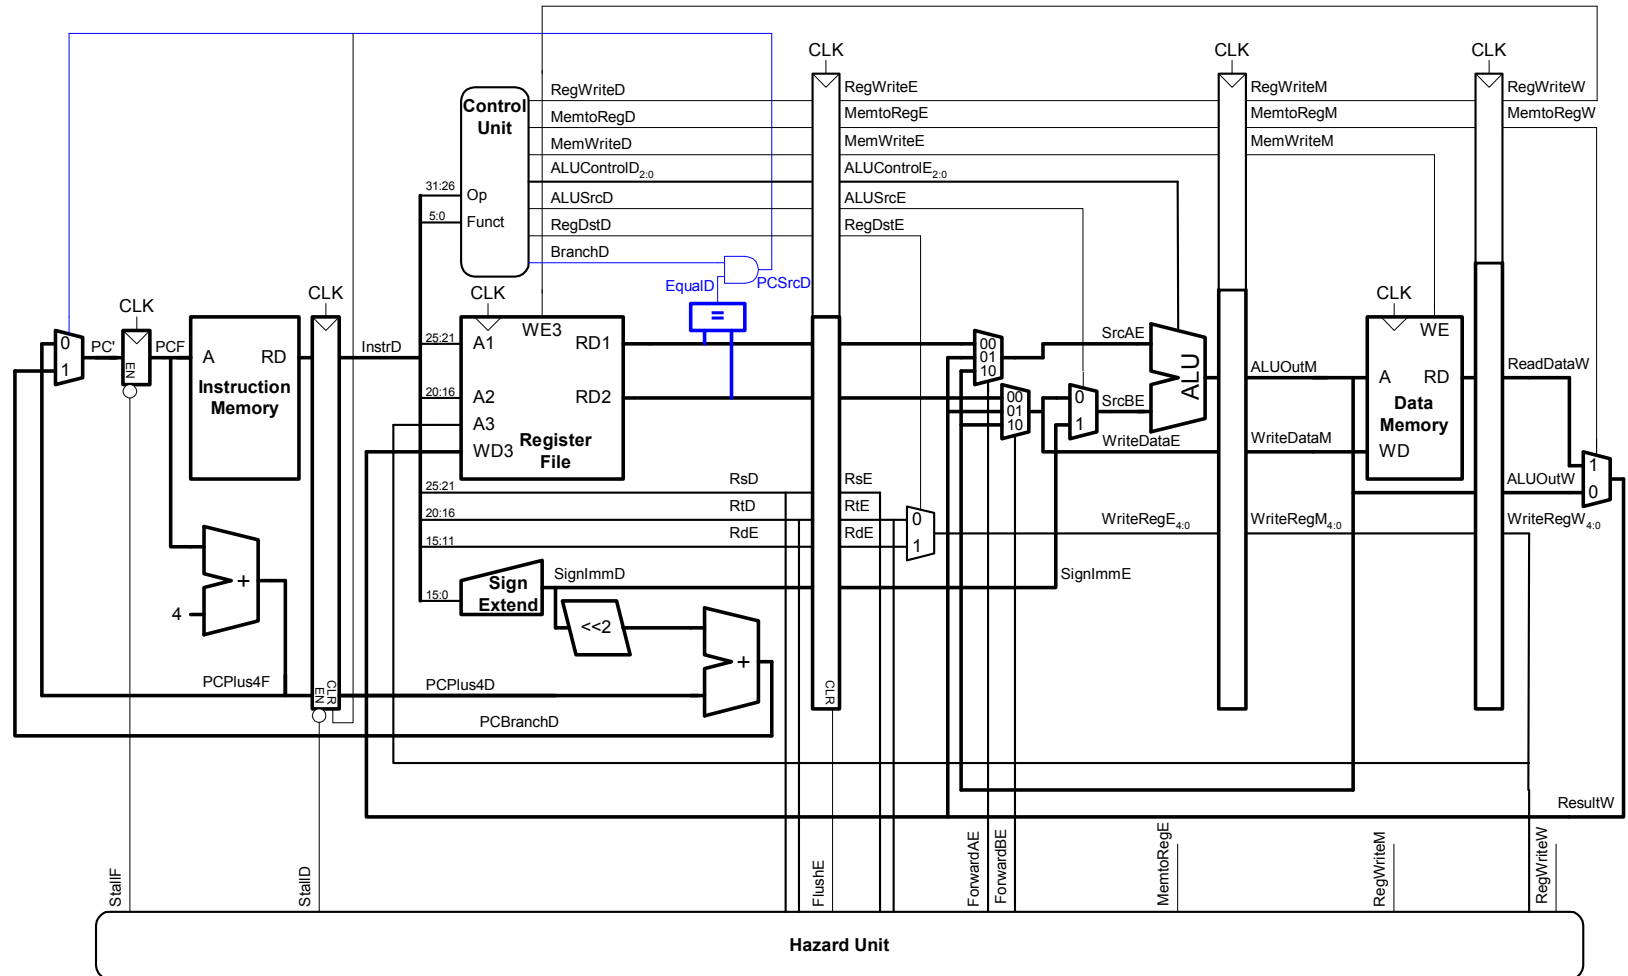 CLK
CLK
CLK
RegWriteD
RegWriteE
RegWriteM
RegWriteW
Control
Unit
MemtoRegD
MemtoRegE
MemtoRegM
MemtoRegW
MemWriteD
MemWriteE
MemWriteM
ALUControlD2:0
ALUControlE2:0
31:26
Op
ALUSrcD
ALUSrcE
5:0
Funct
RegDstD
RegDstE
BranchD
EqualD
PCSrcD
CLK
CLK
CLK
CLK
=
WE3
WE
0
1
PC'
EN
PCF
A
RD
Instruction
Memory
InstrD
25:21
A1
RD1
20:16
A2
RD2
A3
WD3
Register
File
00
01
10
00
01
10
SrcAE
0
1
SrcBE
ALU
ALUOutM
A
RD
Data
Memory
WD
ReadDataW
WriteDataE
WriteDataM
1
0
ALUOutW
25:21
RsD
RsE
20:16
RtD
RtE
0
1
WriteRegE4:0
WriteRegM4:0
WriteRegW4:0
15:11
RdE
RdE
SignImmD
SignImmE
15:0
Sign
Extend
+
4
<<2
+
PCPlus4F
EN
CLR
PCPlus4D
CLR
PCBranchD
ResultW
StallF
StallD
FlushE
ForwardAE
ForwardBE
MemtoRegE
RegWriteM
RegWriteW
Hazard Unit